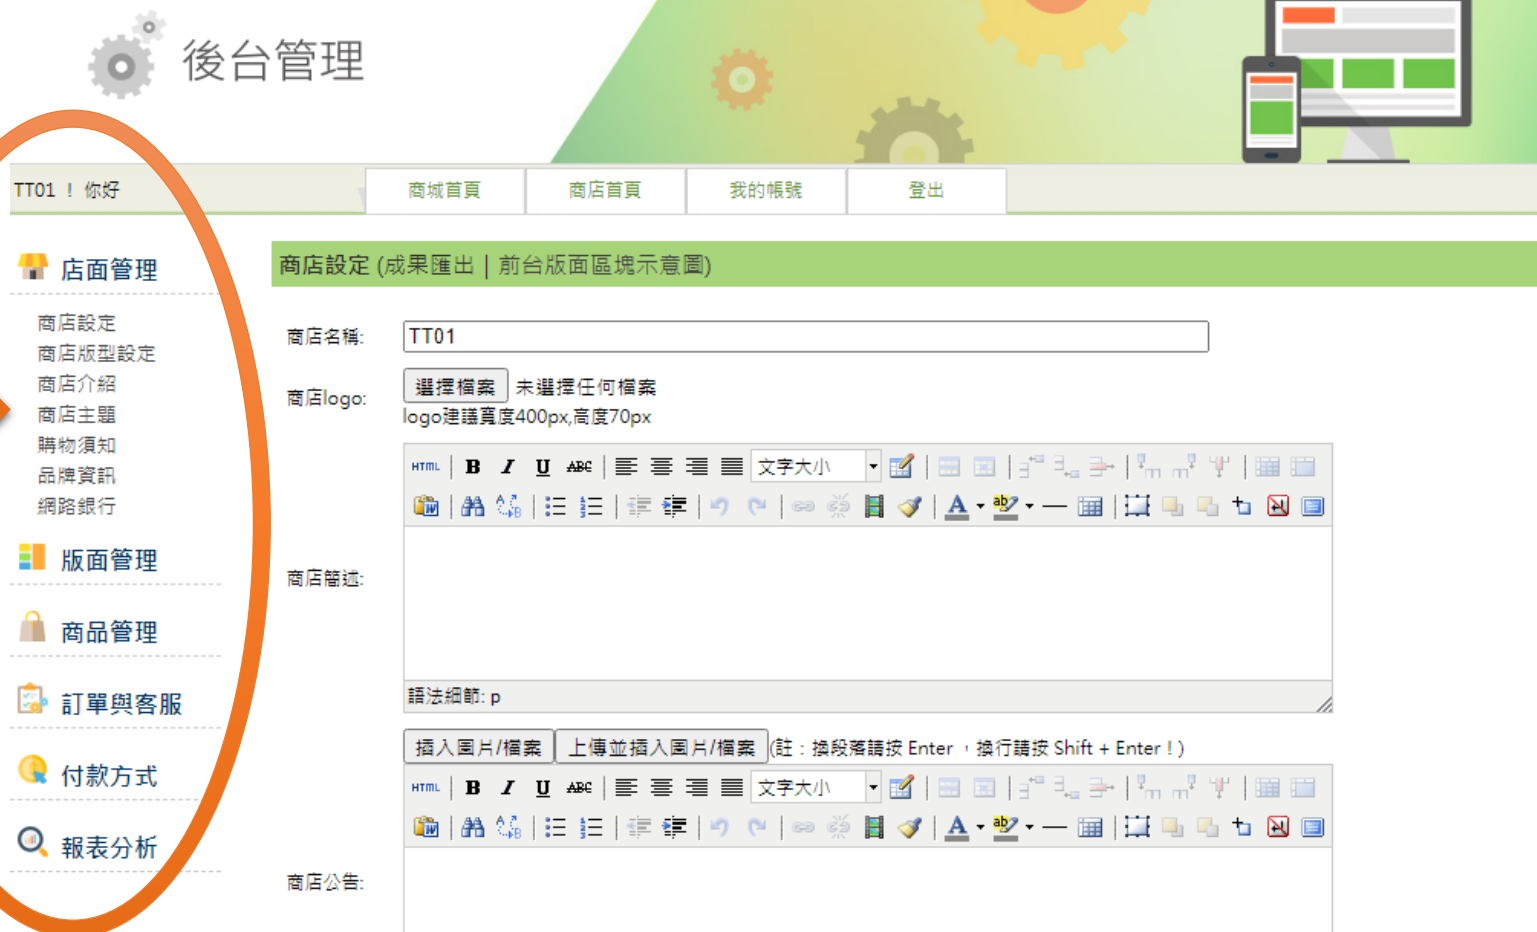 後台管理
TT01 ! 你好
商城首頁
商店首頁
我的帳號
登出
店面管理
商店設定
商店版型設定
商店介紹
商店主題
購物須知
品牌資訊
網路銀行
版面管理
商品管理
訂單與客服
付款方式
報表分析
商店設定 (成果匯出 | 前台版面區塊示意圖)
商店名稱: TT01
商店logo: 選擇檔案 未選擇任何檔案
logo建議寬度400px,高度70px
商店簡述:
HTML B I U ABC 文字大小
A ab
語法細節: p
插入圖片/檔案 上傳並插入圖片/檔案 (註：換段落請按 Enter ，換行請按 Shift + Enter ! )
商店公告:
HTML B I U ABC 文字大小
A ab